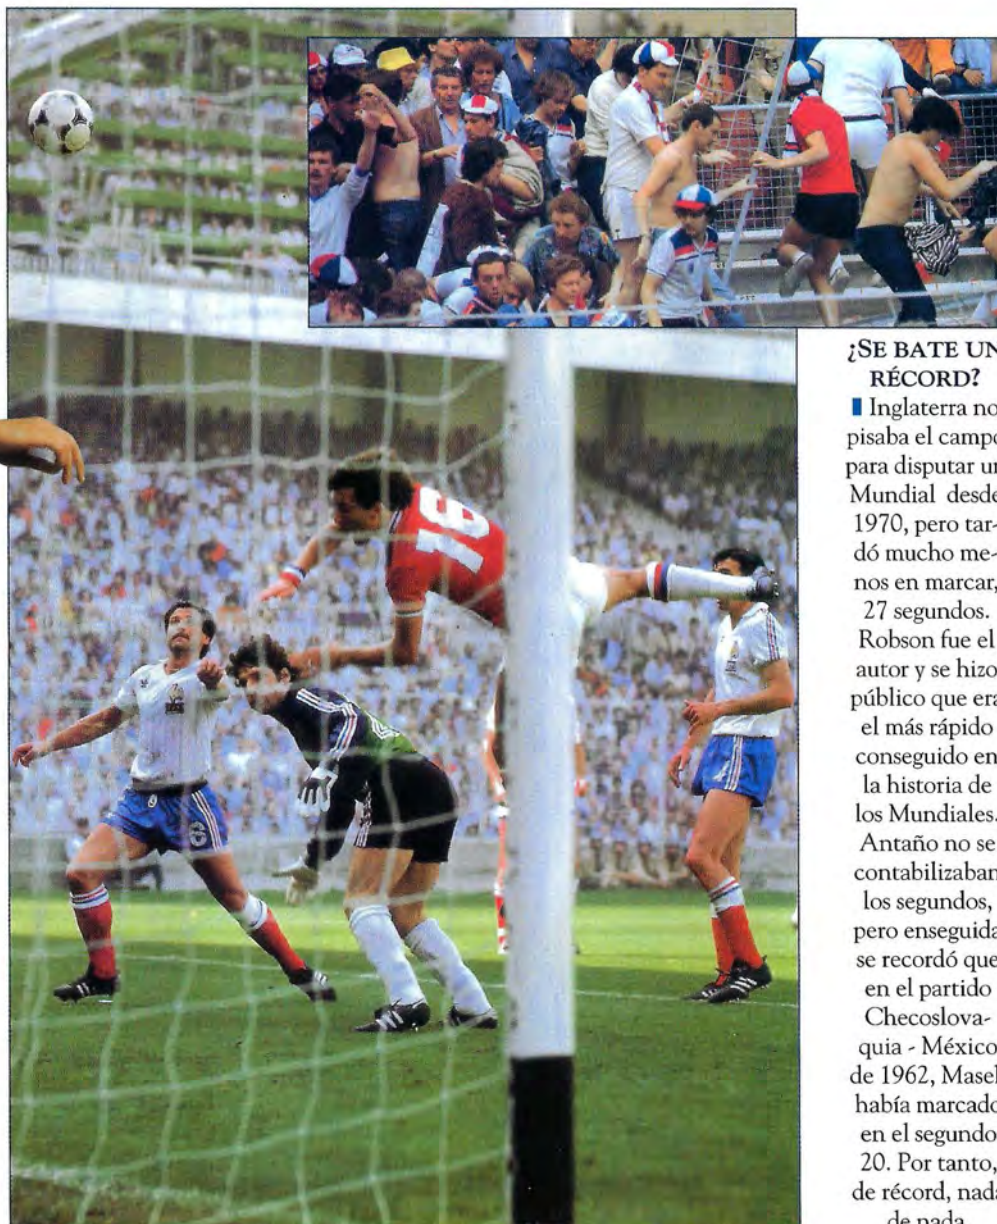 ¿SE BATE UN
RÉCORD?
Inglaterra no
pisaba el campo
para disputar un
Mundial desde
1970, pero tar-
dó mucho me-
nos en marcar,
27 segundos.
Robson fue el
autor y se hizo
público que era
el más rápido
conseguido en
la historia de
los Mundiales.
Antaño no se
contabilizaban
los segundos,
pero enseguida
se recordó que
en el partido
Checoslova-
quia - México
de 1962, Masek
había marcado
en el segundo
20. Por tanto,
de récord, nada
de nada.
16